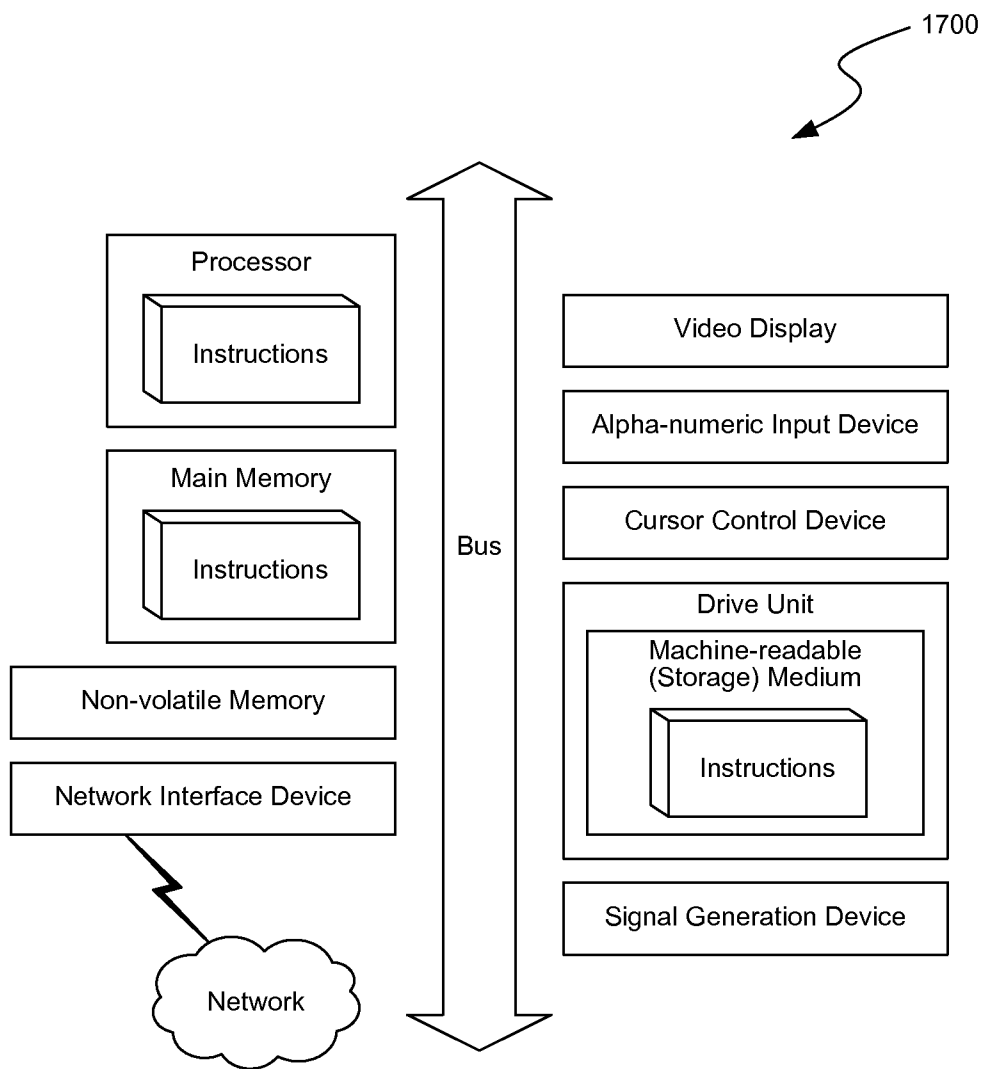 1700
Processor
Instructions
Main Memory
Instructions
Non-volatile Memory
Network Interface Device
Network
Bus
Video Display
Alpha-numeric Input Device
Cursor Control Device
Drive Unit
Machine-readable
(Storage) Medium
Instructions
Signal Generation Device